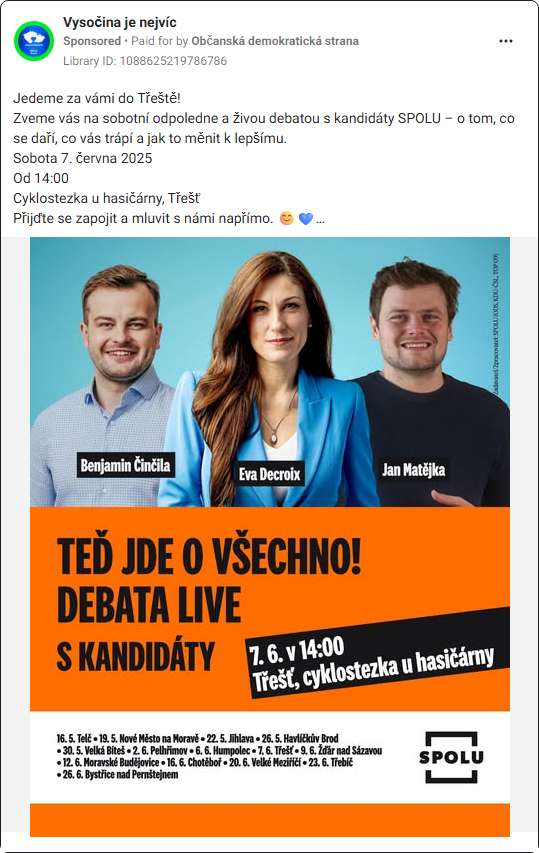 Vysočina je nejvíc
Sponsored • Paid for by Občanská demokratická strana
Library ID: 1088625219786786
Jedeme za vámi do Třeště!
Zveme vás na sobotní odpoledne a živou debatou s kandidáty SPOLU – o tom, co
se daří, co vás trápí a jak to měnit k lepšímu.
Sobota 7. června 2025
Od 14:00
Cyklostezka u hasičárny, Třešť
Přijďte se zapojit a mluvit s námi napřímo. 😊 💙 ...
Zadavatel/Zpracovatel: SPOLU (ODS, KDU-ČSL, TOP 09)
Benjamin Činčila
Eva Decroix
Jan Matějka
TEĎ JDE O VŠECHNO!
DEBATA LIVE
S KANDIDÁTY
7. 6. v 14:00
Třešť, cyklostezka u hasičárny
16. 5. Telč • 19. 5. Nové Město na Moravě • 22. 5. Jihlava • 26. 5. Havlíčkův Brod
• 30. 5. Velká Bíteš • 2. 6. Pelhřimov • 6. 6. Humpolec • 7. 6. Třešť • 9. 6. Žďár nad Sázavou
• 12. 6. Moravské Budějovice • 16. 6. Chotěboř • 20. 6. Velké Meziříčí • 23. 6. Třebíč
• 26. 6. Bystřice nad Pernštejnem
SPOLU